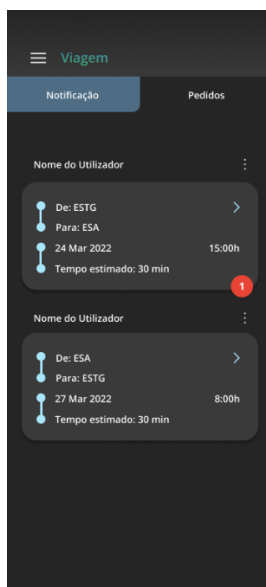 Viagem
Notificação Pedidos
Nome do Utilizador
De: ESTG
Para: ESA
24 Mar 2022 15:00h
Tempo estimado: 30 min
1
Nome do Utilizador
De: ESA
Para: ESTG
27 Mar 2022 8:00h
Tempo estimado: 30 min